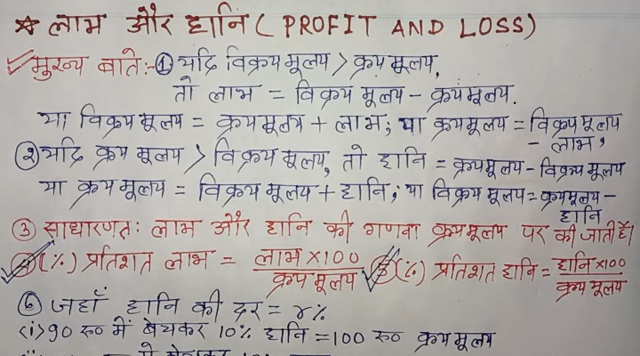 * लाभ और हानि ( PROFIT AND LOSS)
✓मुख्य बाते:- ① यदि विक्रय मूल्य > क्रय मूल्य,
तो लाभ = विक्रय मूल्य - क्रय मूल्य.
या विक्रय मूल्य = क्रय मूल्य + लाभ; या क्रय मूल्य = विक्रय मूल्य
- लाभ,
② यदि क्रय मूल्य > विक्रय मूल्य, तो हानि = क्रय मूल्य - विक्रय मूल्य
या क्रय मूल्य = विक्रय मूल्य + हानि; या विक्रय मूल्य = क्रय मूल्य -
हानि
③ साधारणतः लाभ और हानि की गणना क्रय मूल्य पर की जाती है।
④ (%) प्रतिशत लाभ = लाभ × 100 / क्रय मूल्य ⑤ (%) प्रतिशत हानि = हानि × 100 / क्रय मूल्य
⑥ जहाँ हानि की दर = r%
(i) 90 रू० में बेचकर 10% हानि = 100 रू० क्रय मूल्य